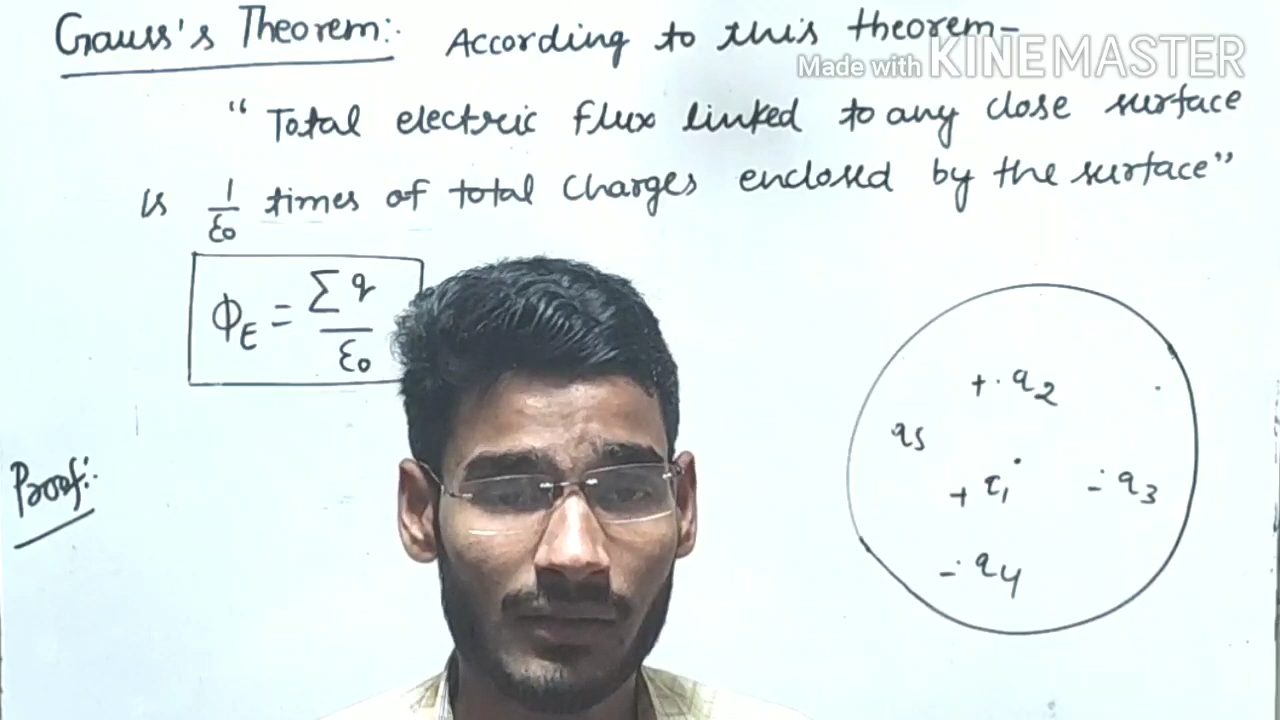 Gauss's Theorem:. According to this theorem-
Made with KINEMASTER
"Total electric flux linked to any close surface
is 1/ε0 times of total charges enclosed by the surface"
ΦE = Σq/ε0
Proof:.
+. q2
q5
+ q1
- q3
- q4